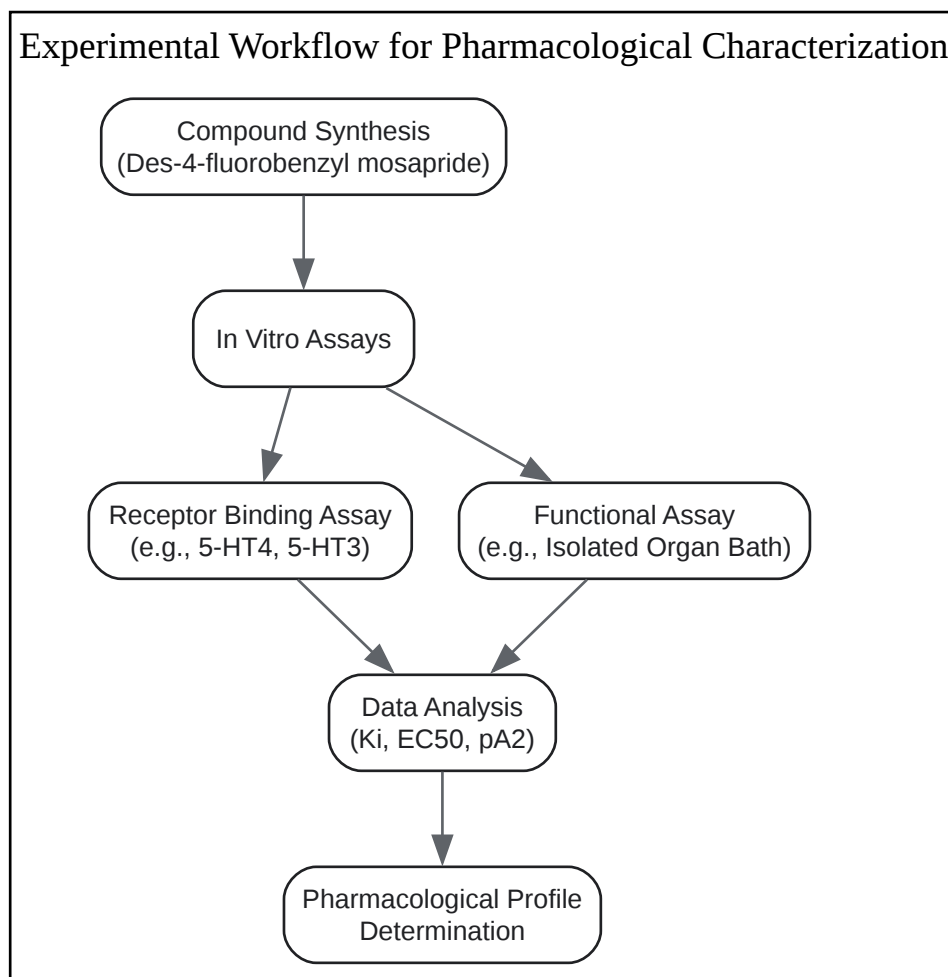 Experimental Workflow for Pharmacological Characterization
Compound Synthesis
(Des-4-fluorobenzyl mosapride)
In Vitro Assays
Receptor Binding Assay
(e.g., 5-HT4, 5-HT3)
Functional Assay
(e.g., Isolated Organ Bath)
Data Analysis
(Ki, EC50, pA2)
Pharmacological Profile
Determination